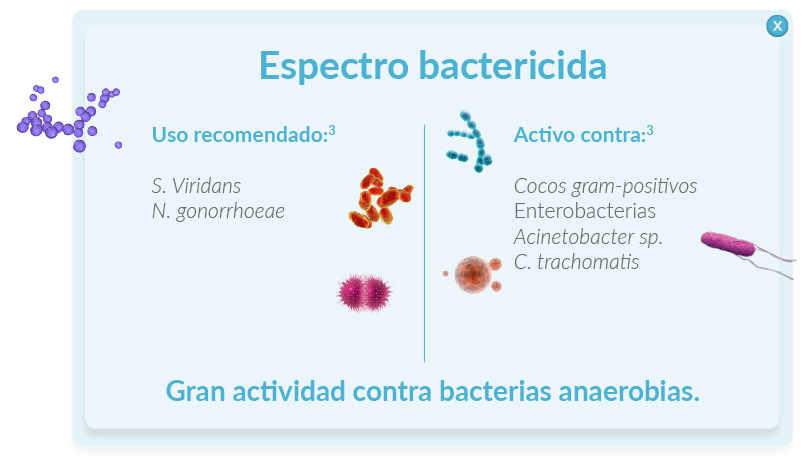 X
Espectro bactericida
Uso recomendado:³
S. Viridans
N. gonorrhoeae
Activo contra:³
Cocos gram-positivos
Enterobacterias
Acinetobacter sp.
C. trachomatis
Gran actividad contra bacterias anaerobias.